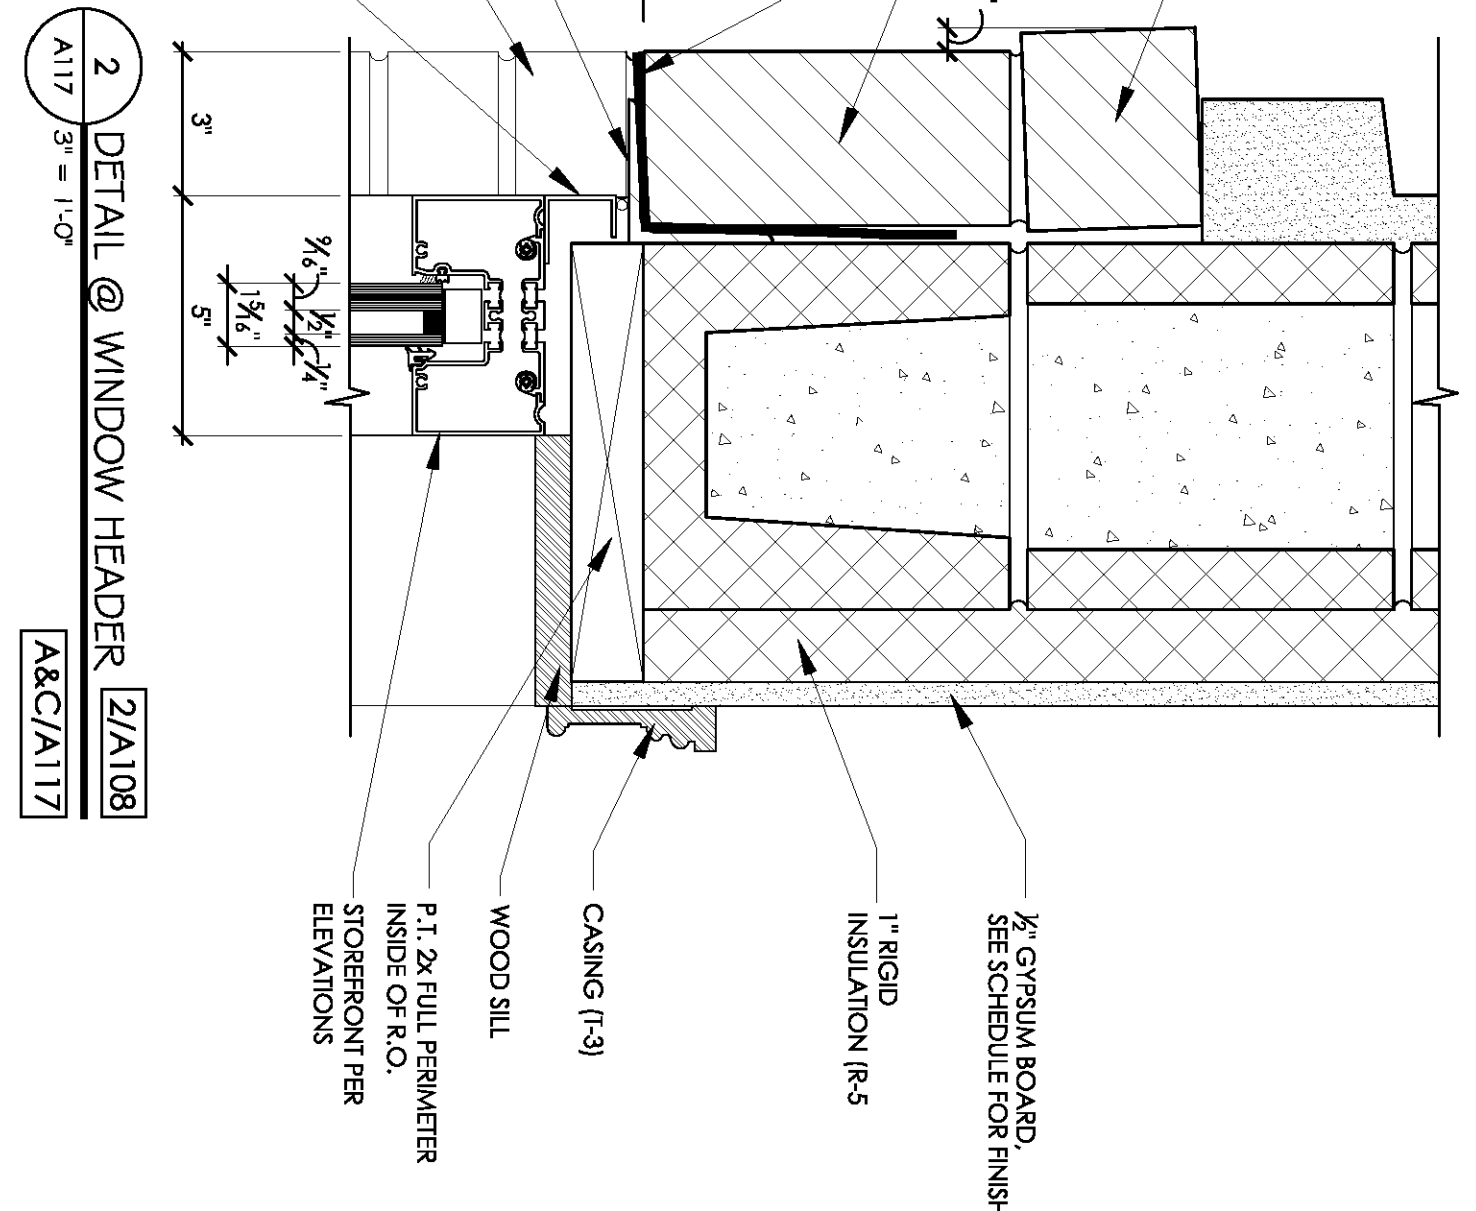 ½" GYPSUM BOARD,
SEE SCHEDULE FOR FINISH
1" RIGID
INSULATION (R-5
CASING (T-3)
WOOD SILL
P.T. 2x FULL PERIMETER
INSIDE OF R.O.
STOREFRONT PER
ELEVATIONS
3"
5"
1 5/16"
9/16"
1/2"
1/4"
2
A117
DETAIL @ WINDOW HEADER
3" = 1'-0"
2/A108
A&C/A117